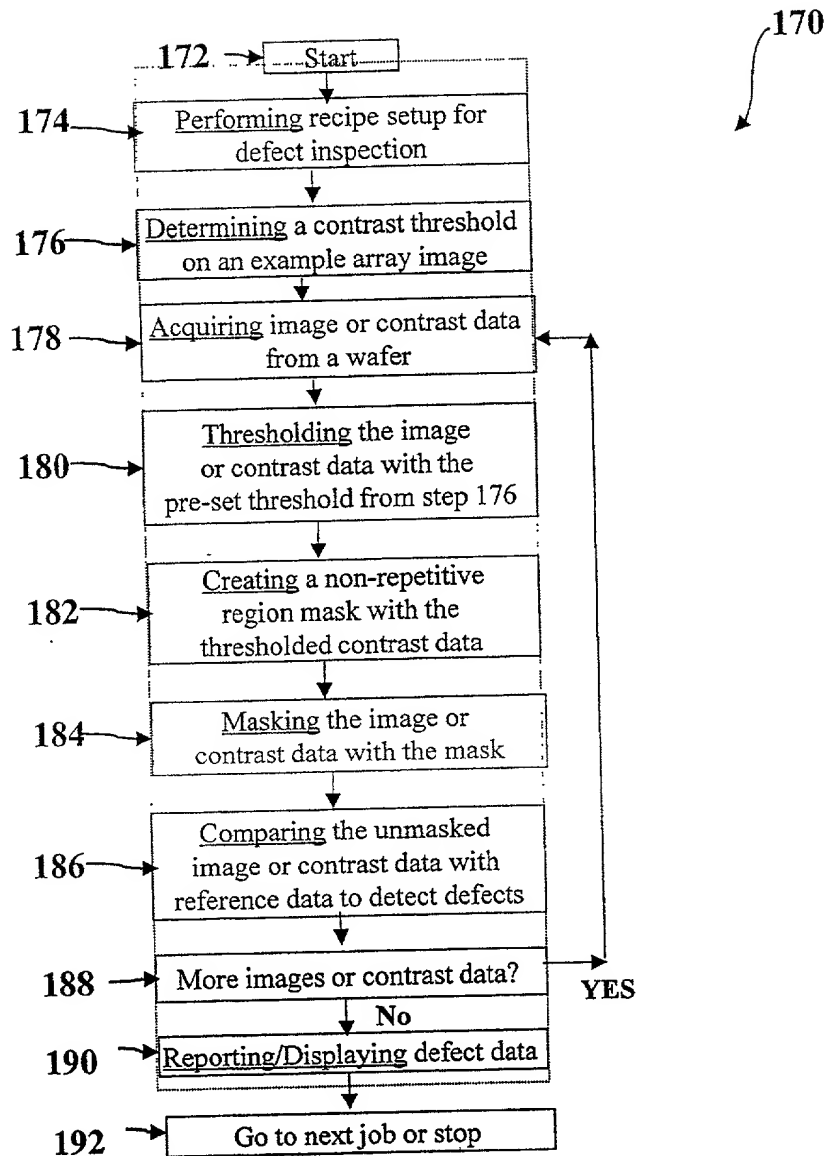 170
172 Start
174 Performing recipe setup for
defect inspection
176 Determining a contrast threshold
on an example array image
178 Acquiring image or contrast data
from a wafer
180 Thresholding the image
or contrast data with the
pre-set threshold from step 176
182 Creating a non-repetitive
region mask with the
thresholded contrast data
184 Masking the image or
contrast data with the mask
186 Comparing the unmasked
image or contrast data with
reference data to detect defects
188 More images or contrast data?
YES
No
190 Reporting/Displaying defect data
192 Go to next job or stop